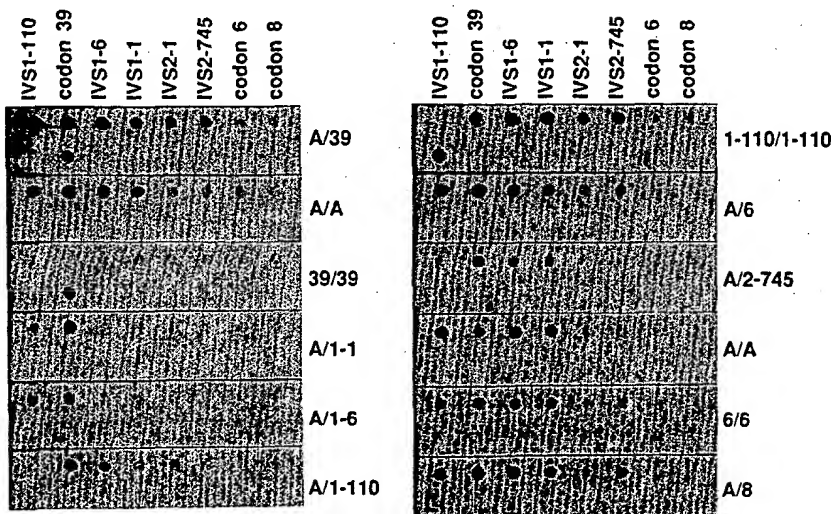 IVS1-110
codon 39
IVS1-6
IVS1-1
IVS2-1
IVS2-745
codon 6
codon 8
A/39
A/A
39/39
A/1-1
A/1-6
A/1-110
IVS1-110
codon 39
IVS1-6
IVS1-1
IVS2-1
IVS2-745
codon 6
codon 8
1-110/1-110
A/6
A/2-745
A/A
6/6
A/8